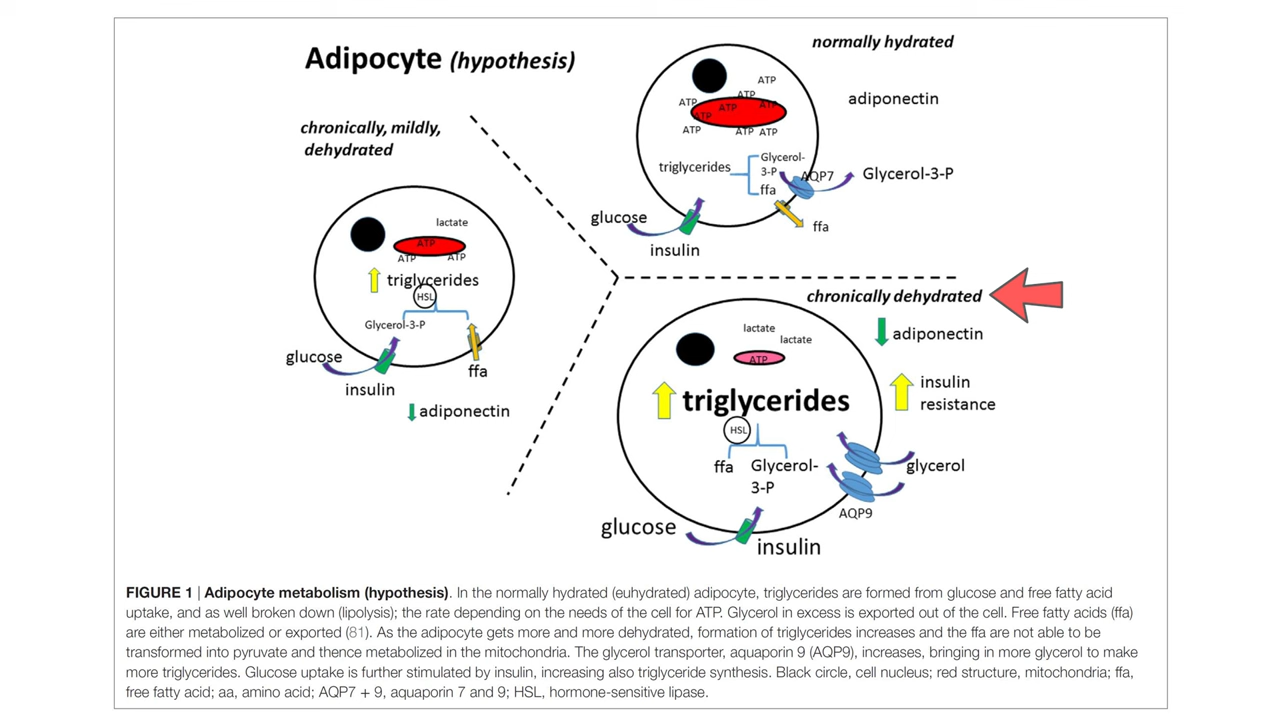 Adipocyte (hypothesis)
chronically, mildly,
dehydrated
lactate
ATP
ATP
ATP
triglycerides
HSL
Glycerol-3-P
glucose
insulin
ffa
adiponectin
normally hydrated
ATP
ATP
ATP
ATP
ATP
ATP
ATP
ATP
ATP
adiponectin
triglycerides
Glycerol-
3-P
ffa
AQP7
Glycerol-3-P
glucose
insulin
ffa
chronically dehydrated
adiponectin
insulin
resistance
lactate
lactate
ATP
triglycerides
HSL
ffa
Glycerol-
3-P
glycerol
AQP9
glucose
insulin
FIGURE 1 | Adipocyte metabolism (hypothesis). In the normally hydrated (euhydrated) adipocyte, triglycerides are formed from glucose and free fatty acid
uptake, and as well broken down (lipolysis); the rate depending on the needs of the cell for ATP. Glycerol in excess is exported out of the cell. Free fatty acids (ffa)
are either metabolized or exported (81). As the adipocyte gets more and more dehydrated, formation of triglycerides increases and the ffa are not able to be
transformed into pyruvate and thence metabolized in the mitochondria. The glycerol transporter, aquaporin 9 (AQP9), increases, bringing in more glycerol to make
more triglycerides. Glucose uptake is further stimulated by insulin, increasing also triglyceride synthesis. Black circle, cell nucleus; red structure, mitochondria; ffa,
free fatty acid; aa, amino acid; AQP7 + 9, aquaporin 7 and 9; HSL, hormone-sensitive lipase.